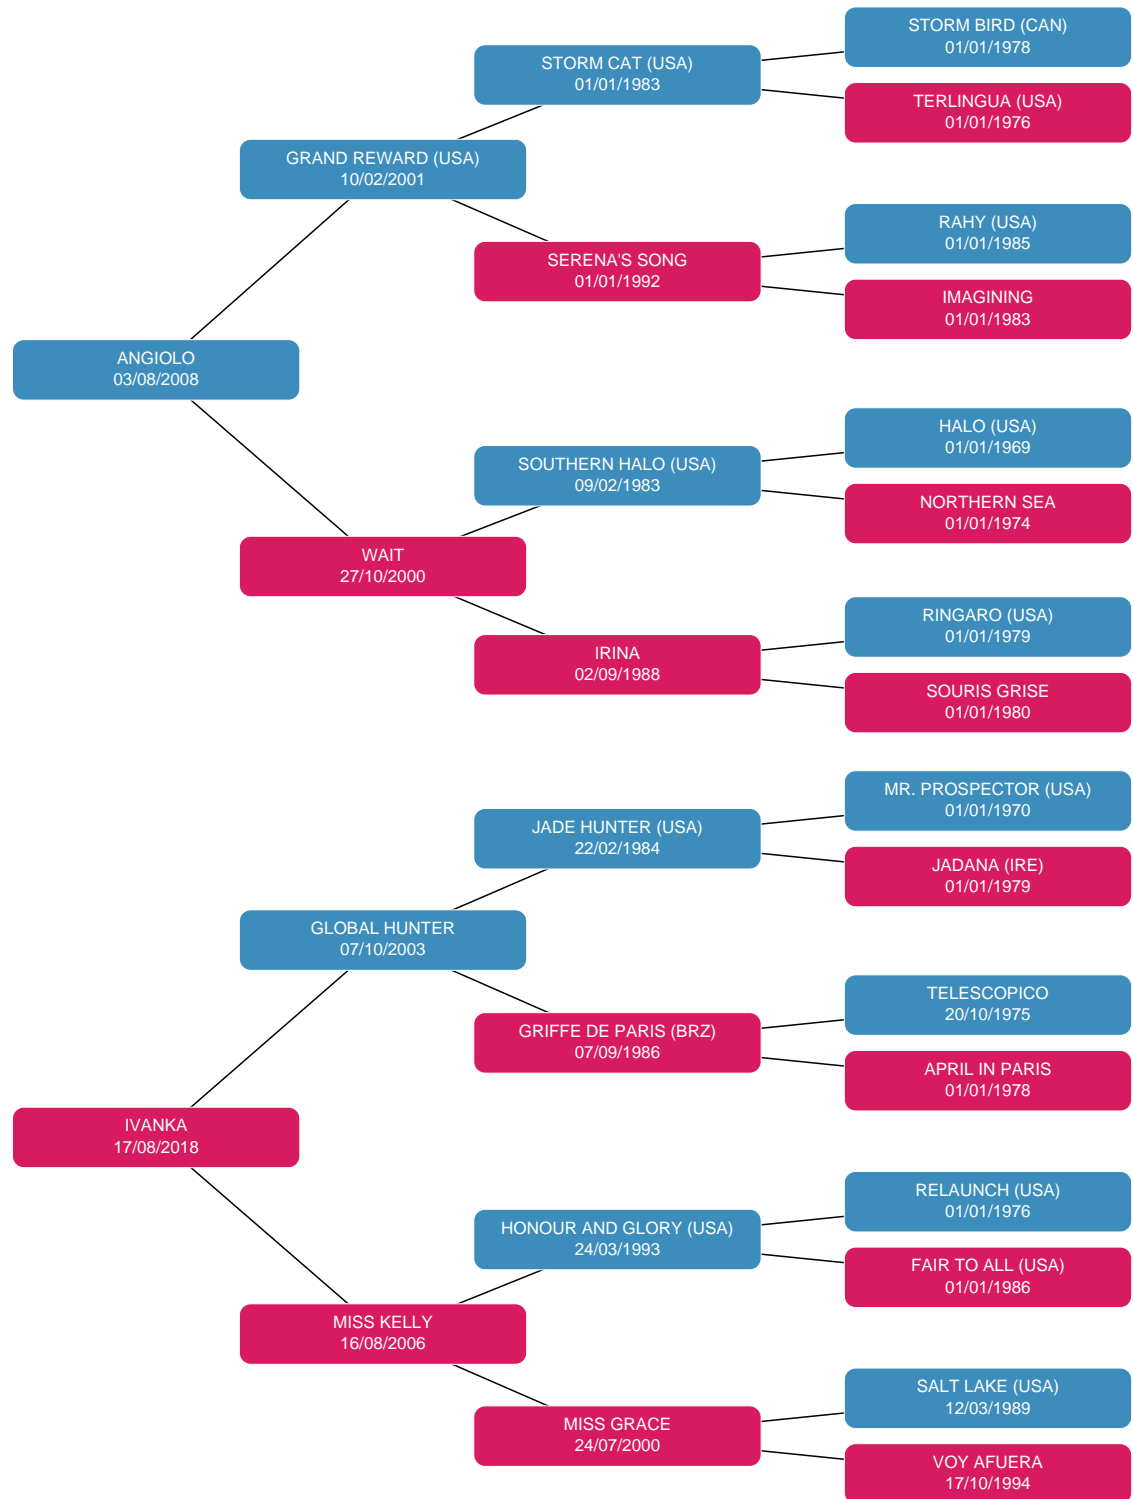 STORM BIRD (CAN)
01/01/1978
STORM CAT (USA)
01/01/1983
TERLINGUA (USA)
01/01/1976
GRAND REWARD (USA)
10/02/2001
RAHY (USA)
01/01/1985
SERENA'S SONG
01/01/1992
IMAGINING
01/01/1983
ANGIOLO
03/08/2008
HALO (USA)
01/01/1969
SOUTHERN HALO (USA)
09/02/1983
NORTHERN SEA
01/01/1974
WAIT
27/10/2000
RINGARO (USA)
01/01/1979
IRINA
02/09/1988
SOURIS GRISE
01/01/1980
MR. PROSPECTOR (USA)
01/01/1970
JADE HUNTER (USA)
22/02/1984
JADANA (IRE)
01/01/1979
GLOBAL HUNTER
07/10/2003
TELESCOPICO
20/10/1975
GRIFFE DE PARIS (BRZ)
07/09/1986
APRIL IN PARIS
01/01/1978
IVANKA
17/08/2018
RELAUNCH (USA)
01/01/1976
HONOUR AND GLORY (USA)
24/03/1993
FAIR TO ALL (USA)
01/01/1986
MISS KELLY
16/08/2006
SALT LAKE (USA)
12/03/1989
MISS GRACE
24/07/2000
VOY AFUERA
17/10/1994